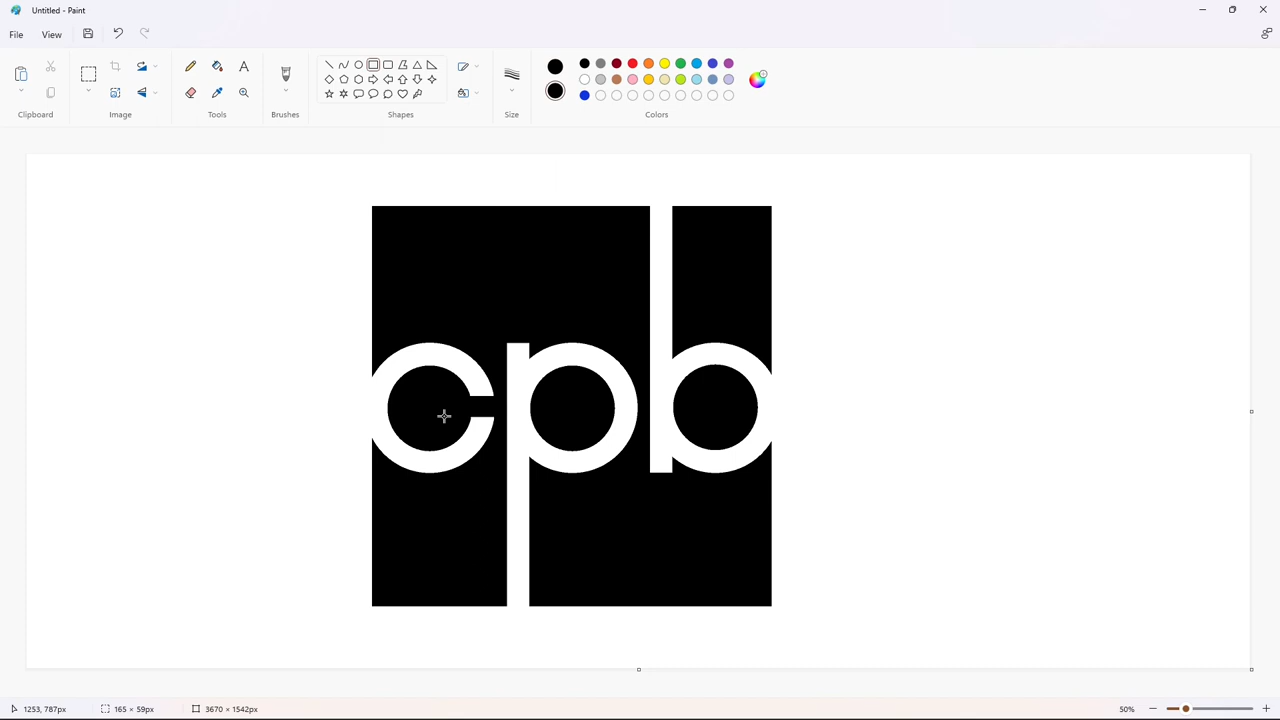 Untitled - Paint
File View
Clipboard Image Tools Brushes Shapes Size Colors
cpb
1253, 787px 165 × 59px 3670 × 1542px 50%